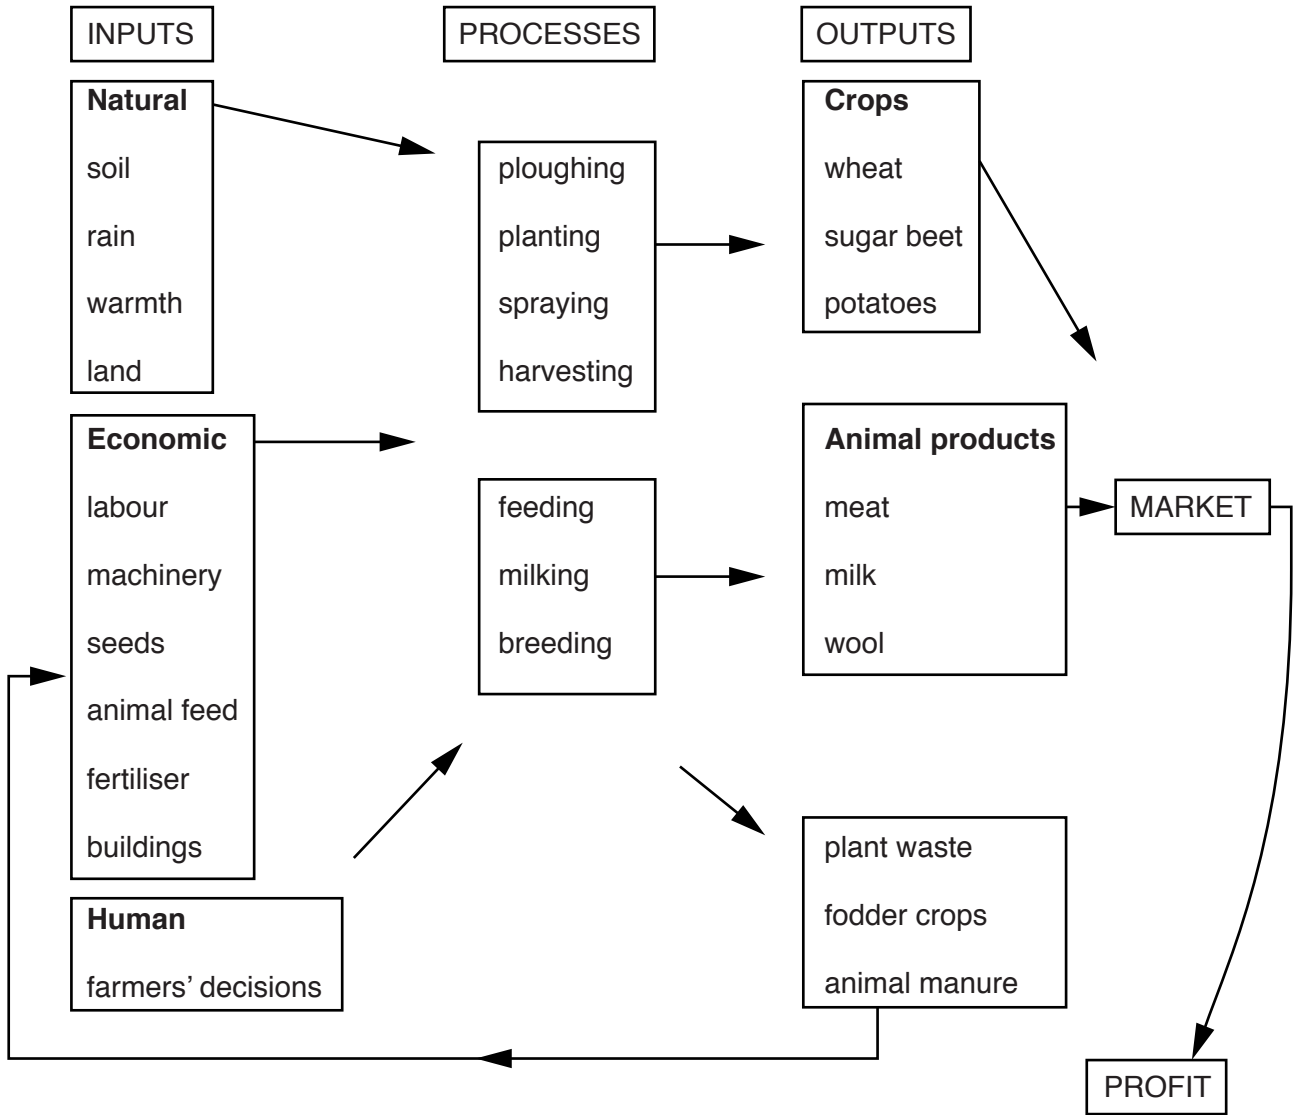 INPUTS
PROCESSES
OUTPUTS
Natural
soil
rain
warmth
land
Economic
labour
machinery
seeds
animal feed
fertiliser
buildings
Human
farmers’ decisions
ploughing
planting
spraying
harvesting
feeding
milking
breeding
Crops
wheat
sugar beet
potatoes
Animal products
meat
milk
wool
plant waste
fodder crops
animal manure
MARKET
PROFIT